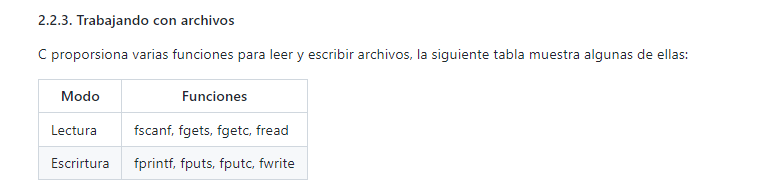 2.2.3. Trabajando con archivos
C proporsiona varias funciones para leer y escribir archivos, la siguiente tabla muestra algunas de ellas:
Modo Funciones
Lectura fscanf, fgets, fgetc, fread
Escrirtura fprintf, fputs, fputc, fwrite